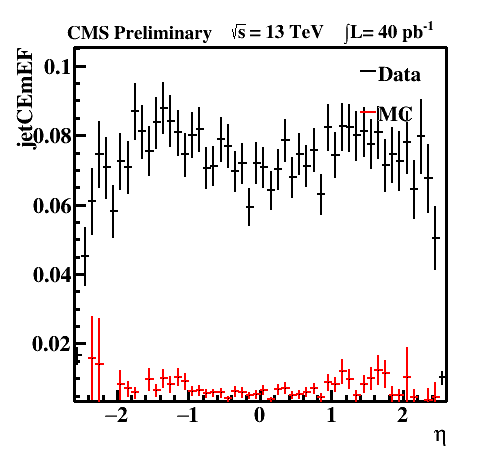 CMS Preliminary √s = 13 TeV ∫L= 40 pb⁻¹
jetCEmEF
0.1
0.08
0.06
0.04
0.02
Data
MC
−2 −1 0 1 2
η